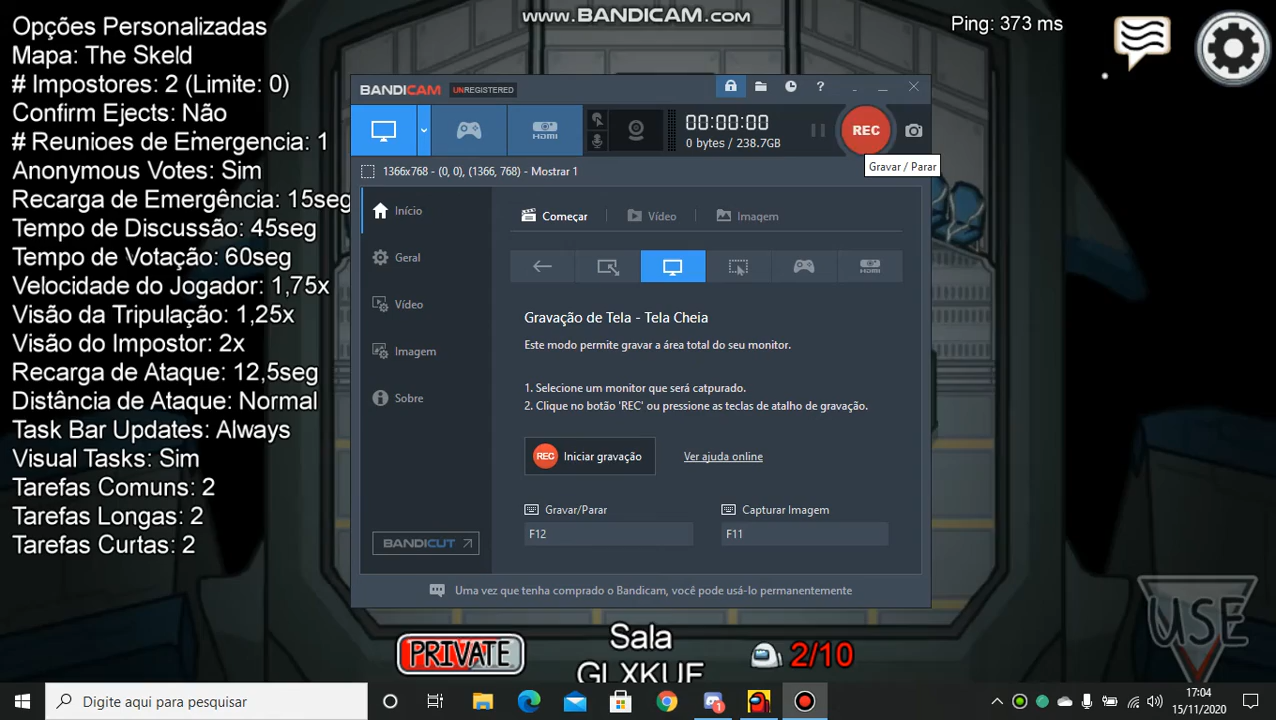 www.BANDICAM.com
Opções Personalizadas
Mapa: The Skeld
# Impostores: 2 (Limite: 0)
Confirm Ejects: Não
# Reunioes de Emergencia: 1
Anonymous Votes: Sim
Recarga de Emergência: 15seg
Tempo de Discussão: 45seg
Tempo de Votação: 60seg
Velocidade do Jogador: 1,75x
Visão da Tripulação: 1,25x
Visão do Impostor: 2x
Recarga de Ataque: 12,5seg
Distância de Ataque: Normal
Task Bar Updates: Always
Visual Tasks: Sim
Tarefas Comuns: 2
Tarefas Longas: 2
Tarefas Curtas: 2
Ping: 373 ms
BANDICAM UNREGISTERED
?
HDMI
00:00:00
0 bytes / 238.7GB
REC
Gravar / Parar
1366x768 - (0, 0), (1366, 768) - Mostrar 1
Início
Geral
Vídeo
Imagem
Sobre
BANDICUT
Começar
Vídeo
Imagem
HDMI
Gravação de Tela - Tela Cheia
Este modo permite gravar a área total do seu monitor.
1. Selecione um monitor que será catpurado.
2. Clique no botão 'REC' ou pressione as teclas de atalho de gravação.
REC Iniciar gravação
Ver ajuda online
Gravar/Parar
F12
Capturar Imagem
F11
Uma vez que tenha comprado o Bandicam, você pode usá-lo permanentemente
PRIVATE
Sala
GLXKUF
2/10
USE
Digite aqui para pesquisar
1
17:04
15/11/2020